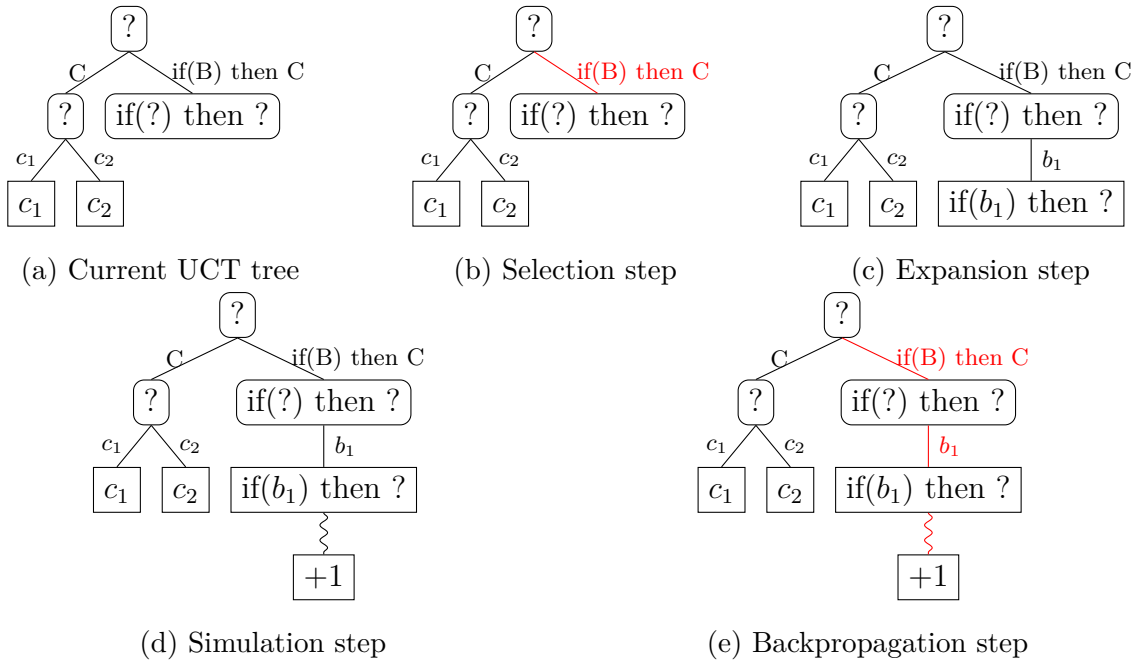 ?
?
?
C
if(B) then C
C
if(B) then C
C
if(B) then C
?
if(?) then ?
?
if(?) then ?
?
if(?) then ?
c₁
c₂
c₁
c₂
c₁
c₂
b₁
c₁
c₂
c₁
c₂
c₁
c₂
if(b₁) then ?
(a) Current UCT tree
(b) Selection step
(c) Expansion step
?
?
C
if(B) then C
C
if(B) then C
?
if(?) then ?
?
if(?) then ?
c₁
c₂
b₁
c₁
c₂
b₁
c₁
c₂
if(b₁) then ?
c₁
c₂
if(b₁) then ?
+1
+1
(d) Simulation step
(e) Backpropagation step